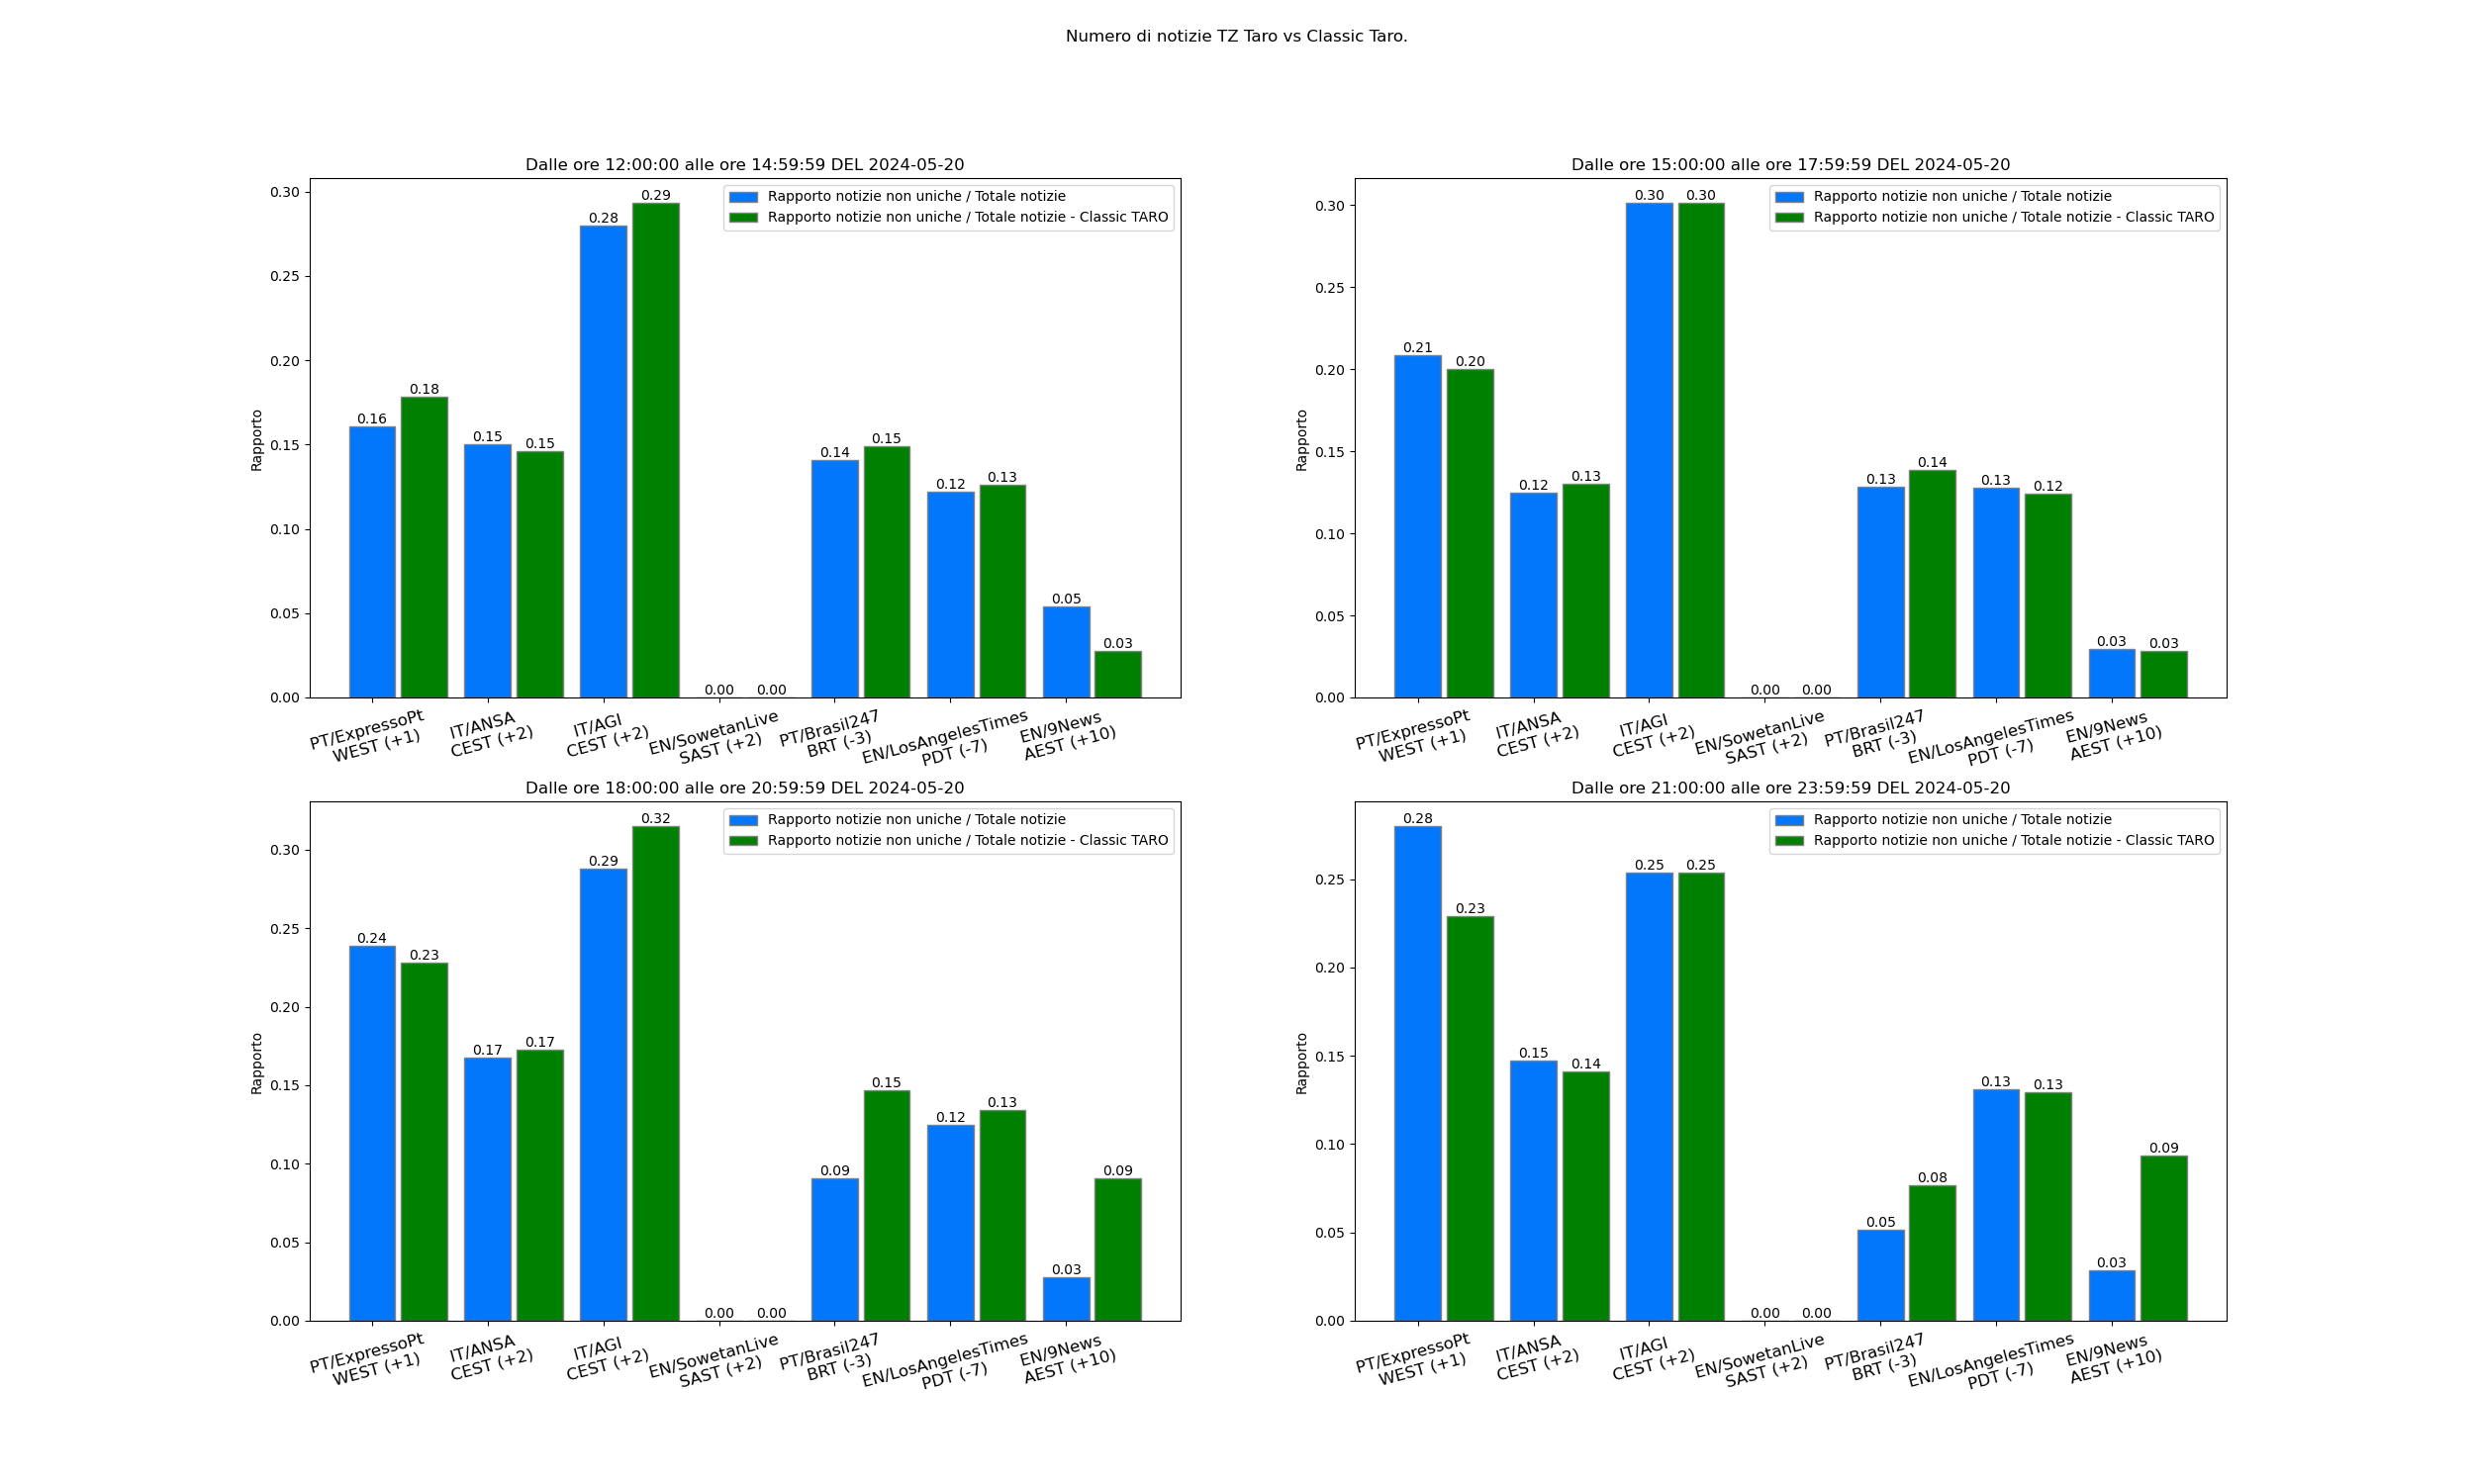 Numero di notizie TZ Taro vs Classic Taro.
Dalle ore 12:00:00 alle ore 14:59:59 DEL 2024-05-20
Rapporto notizie non uniche / Totale notizie
Rapporto notizie non uniche / Totale notizie - Classic TARO
Rapporto
0.30
0.25
0.20
0.15
0.10
0.05
0.00
0.16
0.18
0.15
0.15
0.28
0.29
0.00
0.00
0.14
0.15
0.12
0.13
0.05
0.03
PT/ExpressoPt
WEST (+1)
IT/ANSA
CEST (+2)
IT/AGI
CEST (+2)
EN/SowetanLive
SAST (+2)
PT/Brasil247
BRT (-3)
EN/LosAngelesTimes
PDT (-7)
EN/9News
AEST (+10)
Dalle ore 15:00:00 alle ore 17:59:59 DEL 2024-05-20
Rapporto notizie non uniche / Totale notizie
Rapporto notizie non uniche / Totale notizie - Classic TARO
Rapporto
0.30
0.25
0.20
0.15
0.10
0.05
0.00
0.21
0.20
0.12
0.13
0.30
0.30
0.00
0.00
0.13
0.14
0.13
0.12
0.03
0.03
PT/ExpressoPt
WEST (+1)
IT/ANSA
CEST (+2)
IT/AGI
CEST (+2)
EN/SowetanLive
SAST (+2)
PT/Brasil247
BRT (-3)
EN/LosAngelesTimes
PDT (-7)
EN/9News
AEST (+10)
Dalle ore 18:00:00 alle ore 20:59:59 DEL 2024-05-20
Rapporto notizie non uniche / Totale notizie
Rapporto notizie non uniche / Totale notizie - Classic TARO
Rapporto
0.30
0.25
0.20
0.15
0.10
0.05
0.00
0.24
0.23
0.17
0.17
0.29
0.32
0.00
0.00
0.09
0.15
0.12
0.13
0.03
0.09
PT/ExpressoPt
WEST (+1)
IT/ANSA
CEST (+2)
IT/AGI
CEST (+2)
EN/SowetanLive
SAST (+2)
PT/Brasil247
BRT (-3)
EN/LosAngelesTimes
PDT (-7)
EN/9News
AEST (+10)
Dalle ore 21:00:00 alle ore 23:59:59 DEL 2024-05-20
Rapporto notizie non uniche / Totale notizie
Rapporto notizie non uniche / Totale notizie - Classic TARO
Rapporto
0.25
0.20
0.15
0.10
0.05
0.00
0.28
0.23
0.15
0.14
0.25
0.25
0.00
0.00
0.05
0.08
0.13
0.13
0.03
0.09
PT/ExpressoPt
WEST (+1)
IT/ANSA
CEST (+2)
IT/AGI
CEST (+2)
EN/SowetanLive
SAST (+2)
PT/Brasil247
BRT (-3)
EN/LosAngelesTimes
PDT (-7)
EN/9News
AEST (+10)